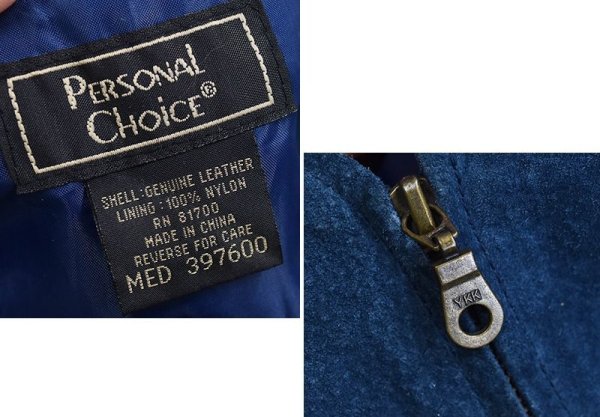 PERSONAL
CHOICE®
SHELL: GENUINE LEATHER
LINING: 100% NYLON
RN 81700
MADE IN CHINA
REVERSE FOR CARE
MED 397600
YKK